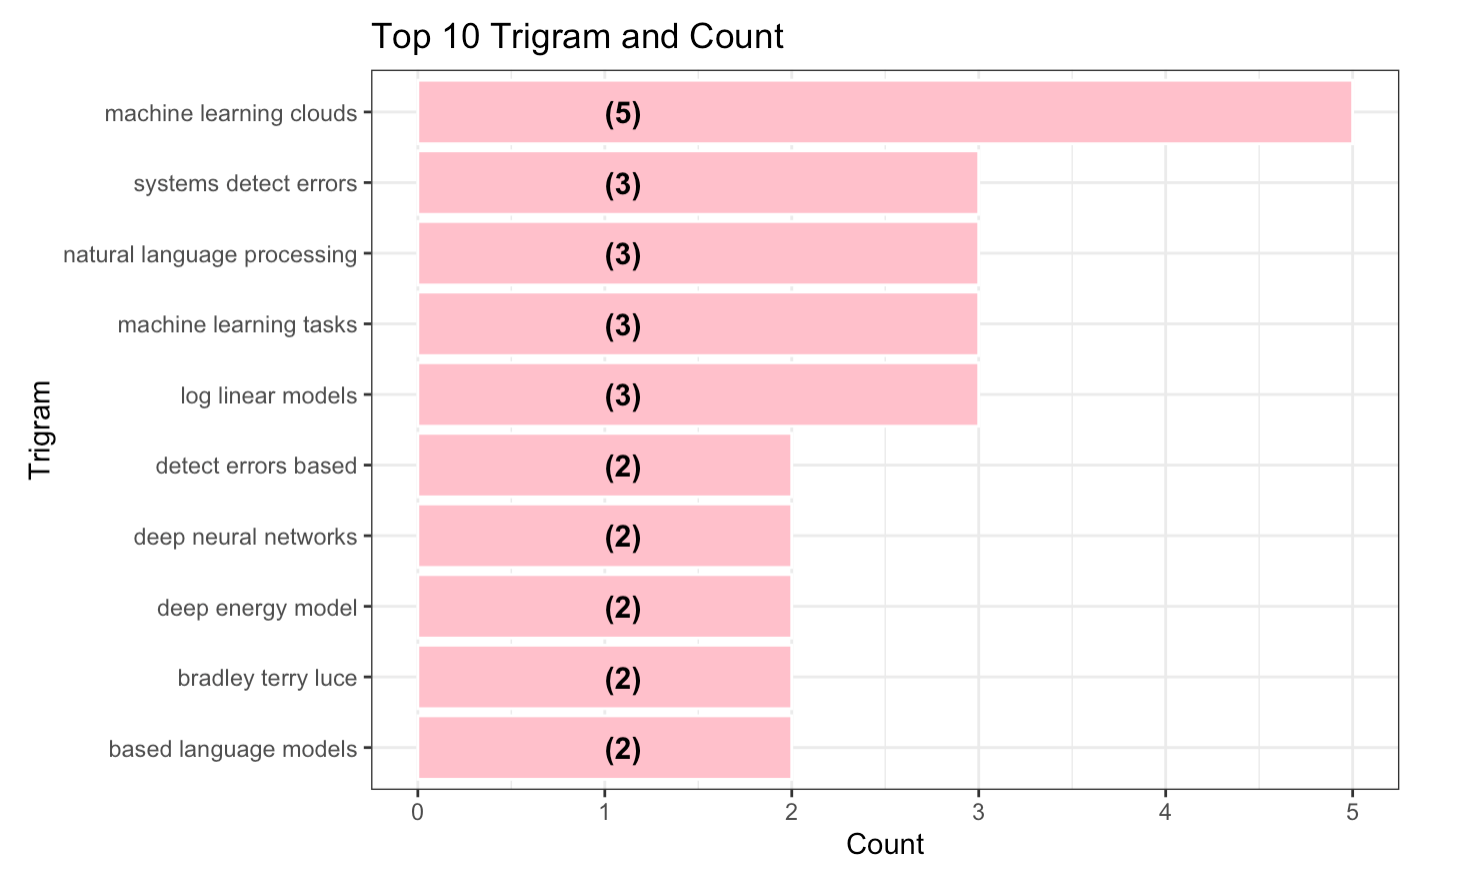 Top 10 Trigram and Count
Trigram
machine learning clouds (5)
systems detect errors (3)
natural language processing (3)
machine learning tasks (3)
log linear models (3)
detect errors based (2)
deep neural networks (2)
deep energy model (2)
bradley terry luce (2)
based language models (2)
0 1 2 3 4 5
Count